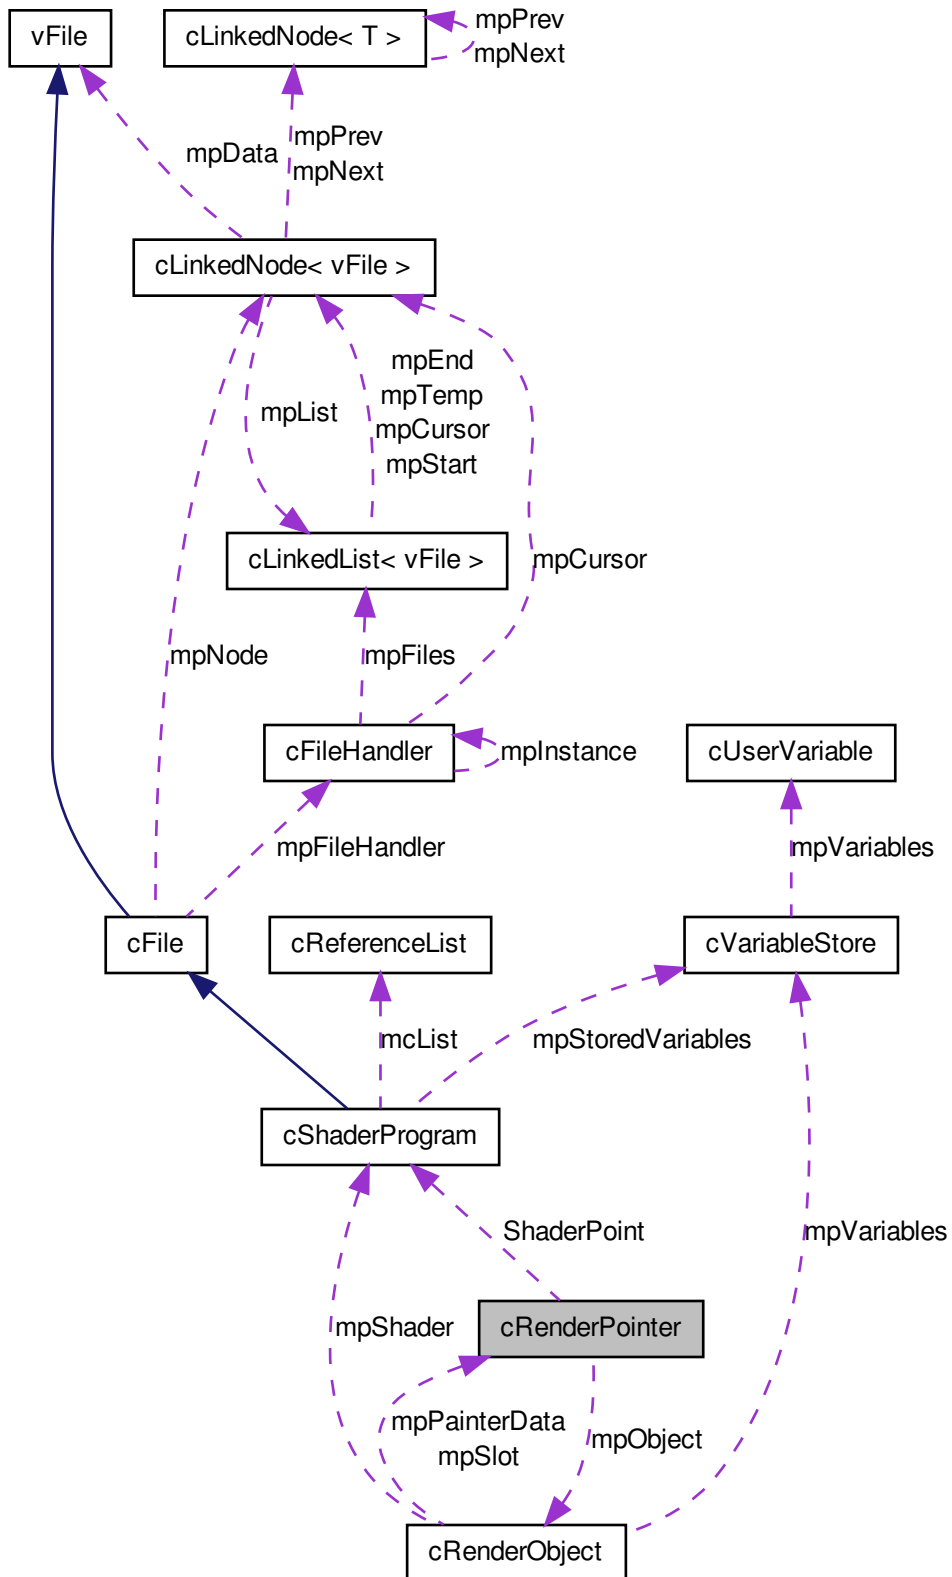 vFile
cLinkedNode< T >
mpPrev
mpNext
mpData
mpPrev
mpNext
cLinkedNode< vFile >
mpEnd
mpTemp
mpCursor
mpStart
mpList
cLinkedList< vFile >
mpCursor
mpNode
mpFiles
cFileHandler
mpInstance
cUserVariable
mpFileHandler
mpVariables
cFile
cReferenceList
cVariableStore
mcList
mpStoredVariables
cShaderProgram
ShaderPoint
mpVariables
mpShader
cRenderPointer
mpPainterData
mpSlot
mpObject
cRenderObject